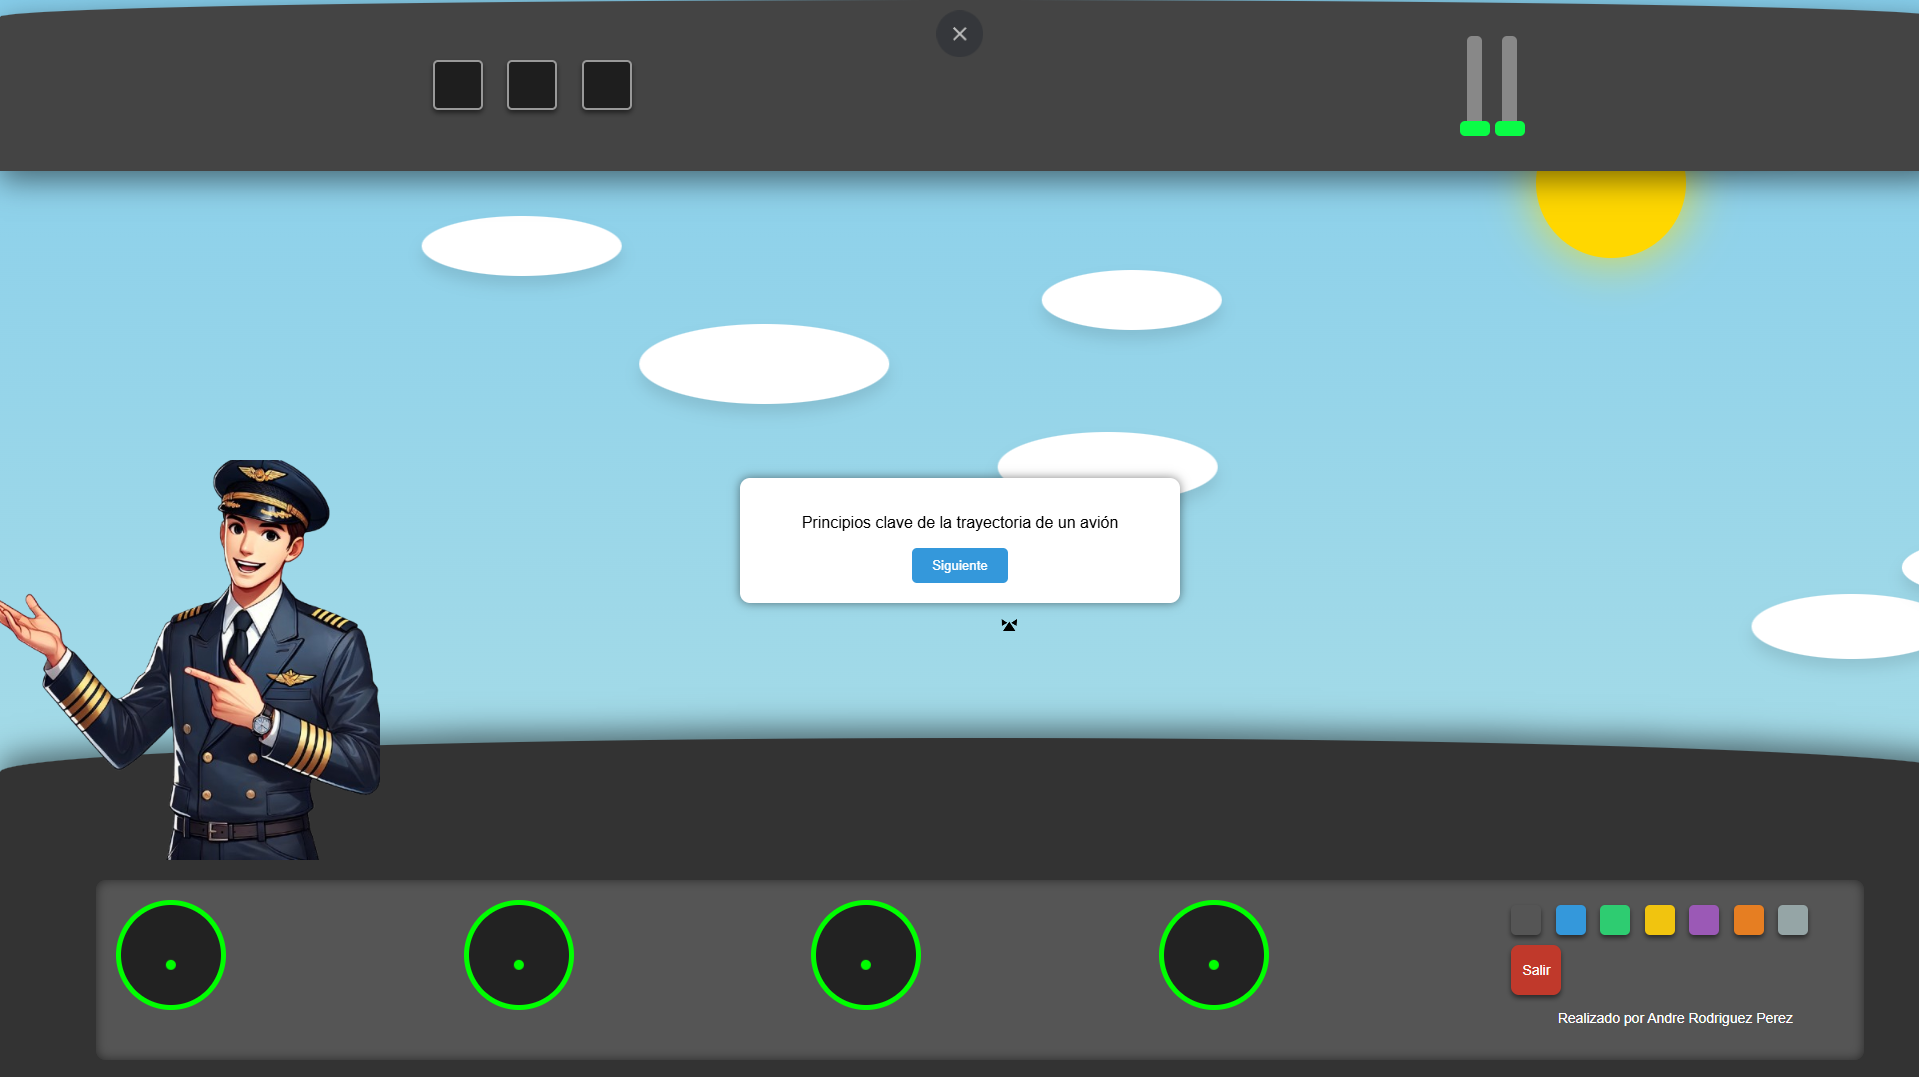 Principios clave de la trayectoria de un avión
Siguiente
Salir
Realizado por Andre Rodriguez Perez